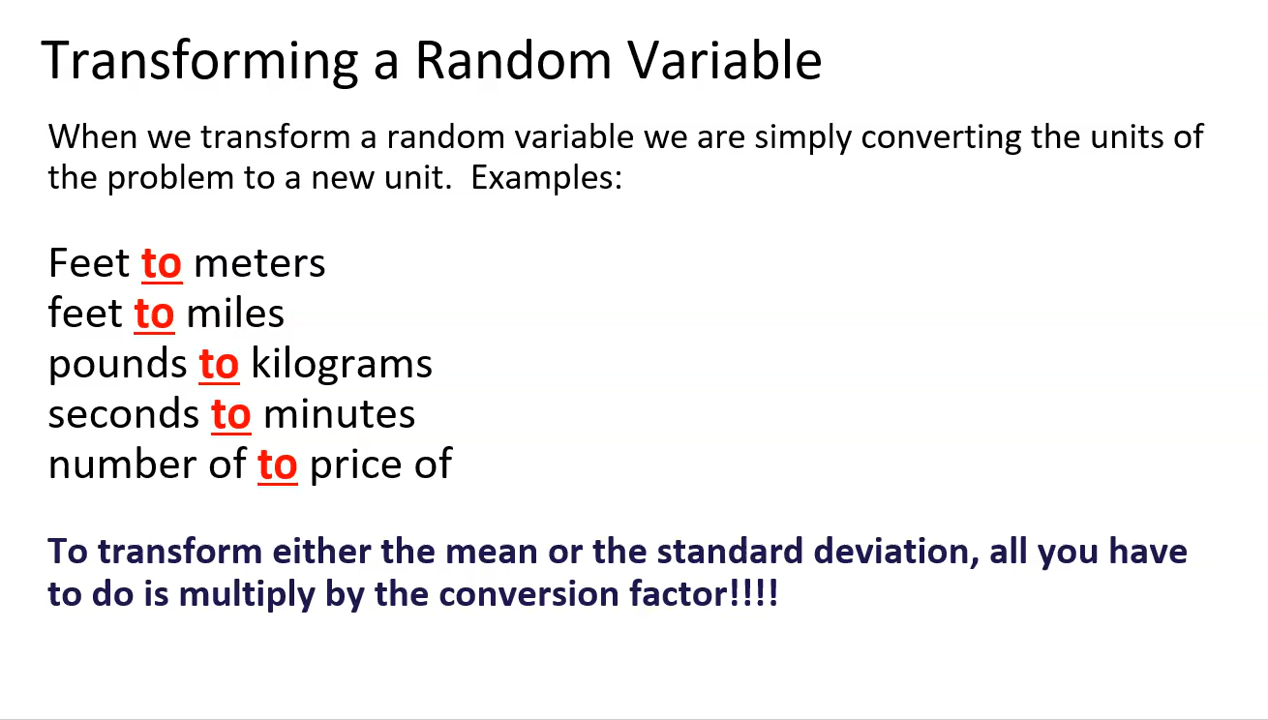 Transforming a Random Variable
When we transform a random variable we are simply converting the units of
the problem to a new unit.  Examples:
Feet to meters
feet to miles
pounds to kilograms
seconds to minutes
number of to price of
To transform either the mean or the standard deviation, all you have
to do is multiply by the conversion factor!!!!